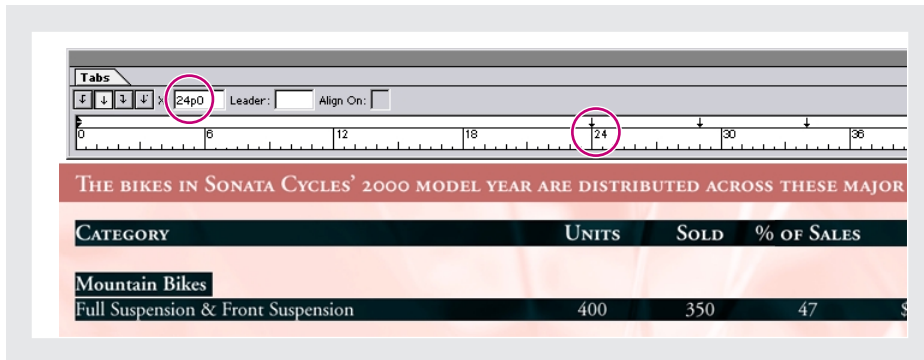 Tabs
X: 24p0 Leader: Align On:
0 6 12 18 24 30 36
THE BIKES IN SONATA CYCLES’ 2000 MODEL YEAR ARE DISTRIBUTED ACROSS THESE MAJOR
CATEGORY UNITS SOLD % OF SALES
Mountain Bikes
Full Suspension & Front Suspension 400 350 47 $